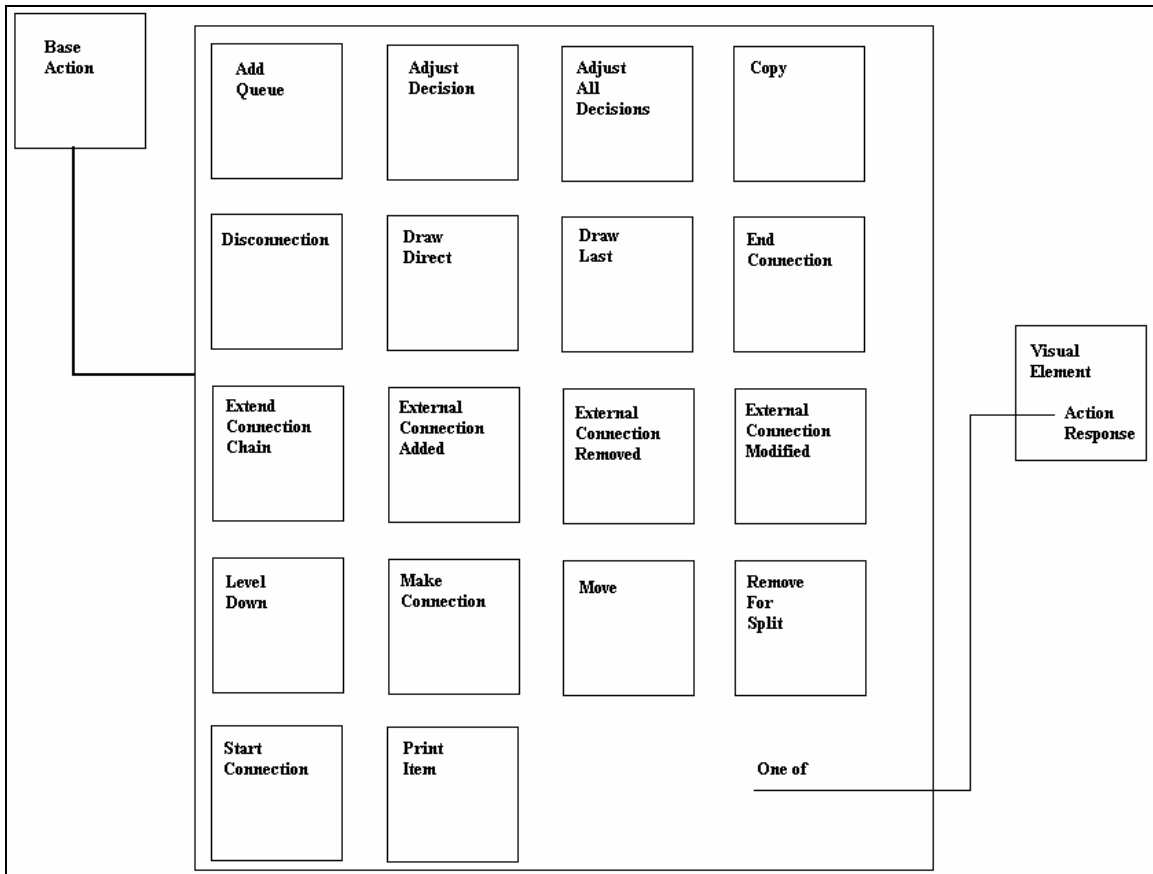 Base
Action
Add
Queue
Adjust
Decision
Adjust
All
Decisions
Copy
Disconnection
Draw
Direct
Draw
Last
End
Connection
Visual
Element
Action
Response
Extend
Connection
Chain
External
Connection
Added
External
Connection
Removed
External
Connection
Modified
Level
Down
Make
Connection
Move
Remove
For
Split
Start
Connection
Print
Item
One of